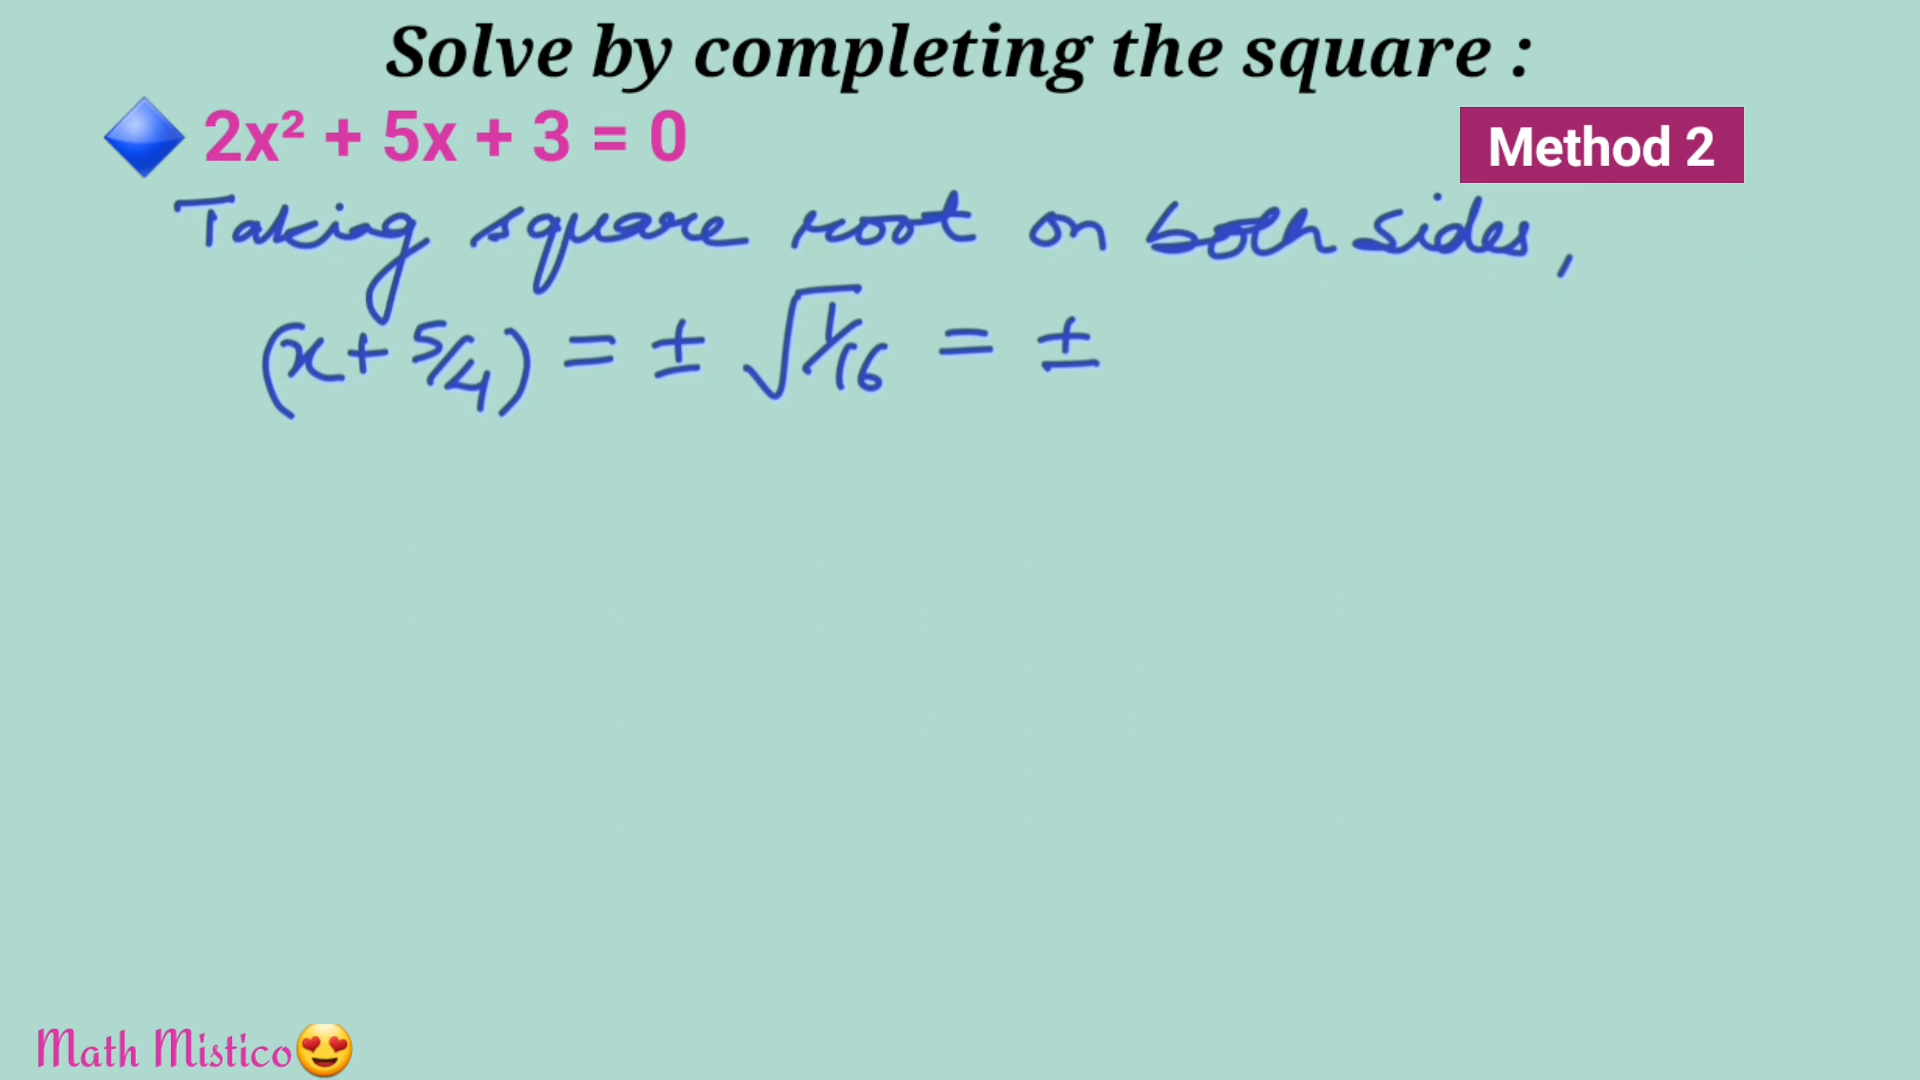 Solve by completing the square :
2x² + 5x + 3 = 0
Method 2
Taking square root on both sides,
(x + 5/4) = ± √1/16 = ±
Math Mistico